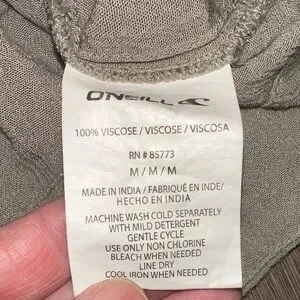 O'NEILL
100% VISCOSE / VISCOSE / VISCOSA
RN # 85773
M / M / M
MADE IN INDIA / FABRIQUÉ EN INDE/
HECHO EN INDIA
MACHINE WASH COLD SEPARATELY
WITH MILD DETERGENT
GENTLE CYCLE
USE ONLY NON CHLORINE
BLEACH WHEN NEEDED
LINE DRY
COOL IRON WHEN NEEDED